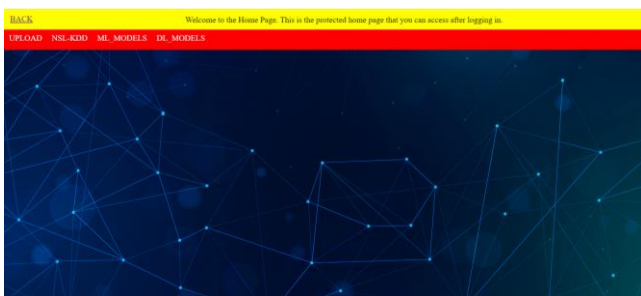 BACK Welcome to the Home Page. This is the protected home page that you can access after logging in.
UPLOAD NSL-KDD ML_MODELS DL_MODELS